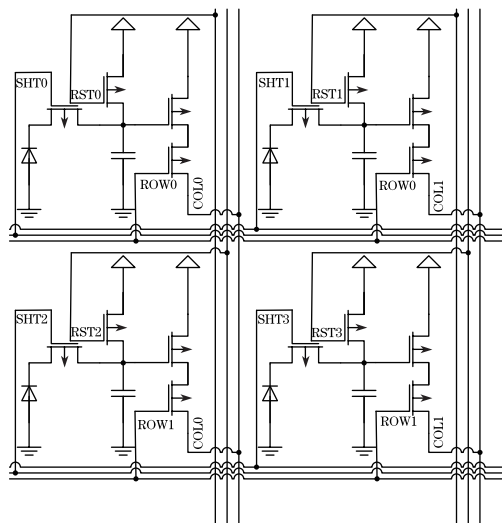 SHT0
RST0
ROW0
COL0
SHT1
RST1
ROW0
COL1
SHT2
RST2
ROW1
COL0
SHT3
RST3
ROW1
COL1